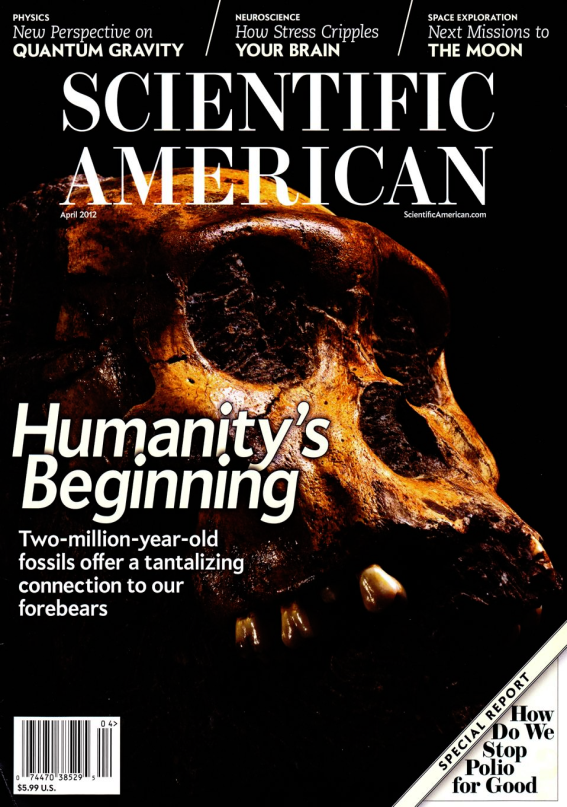 PHYSICS
New Perspective on
QUANTUM GRAVITY
NEUROSCIENCE
How Stress Cripples
YOUR BRAIN
SPACE EXPLORATION
Next Missions to
THE MOON
SCIENTIFIC
AMERICAN
April 2012
ScientificAmerican.com
Humanity's
Beginning
Two-million-year-old
fossils offer a tantalizing
connection to our
forebears
SPECIAL REPORT
How
Do We
Stop
Polio
for Good
04>
0 74470 38529 5
$5.99 U.S.